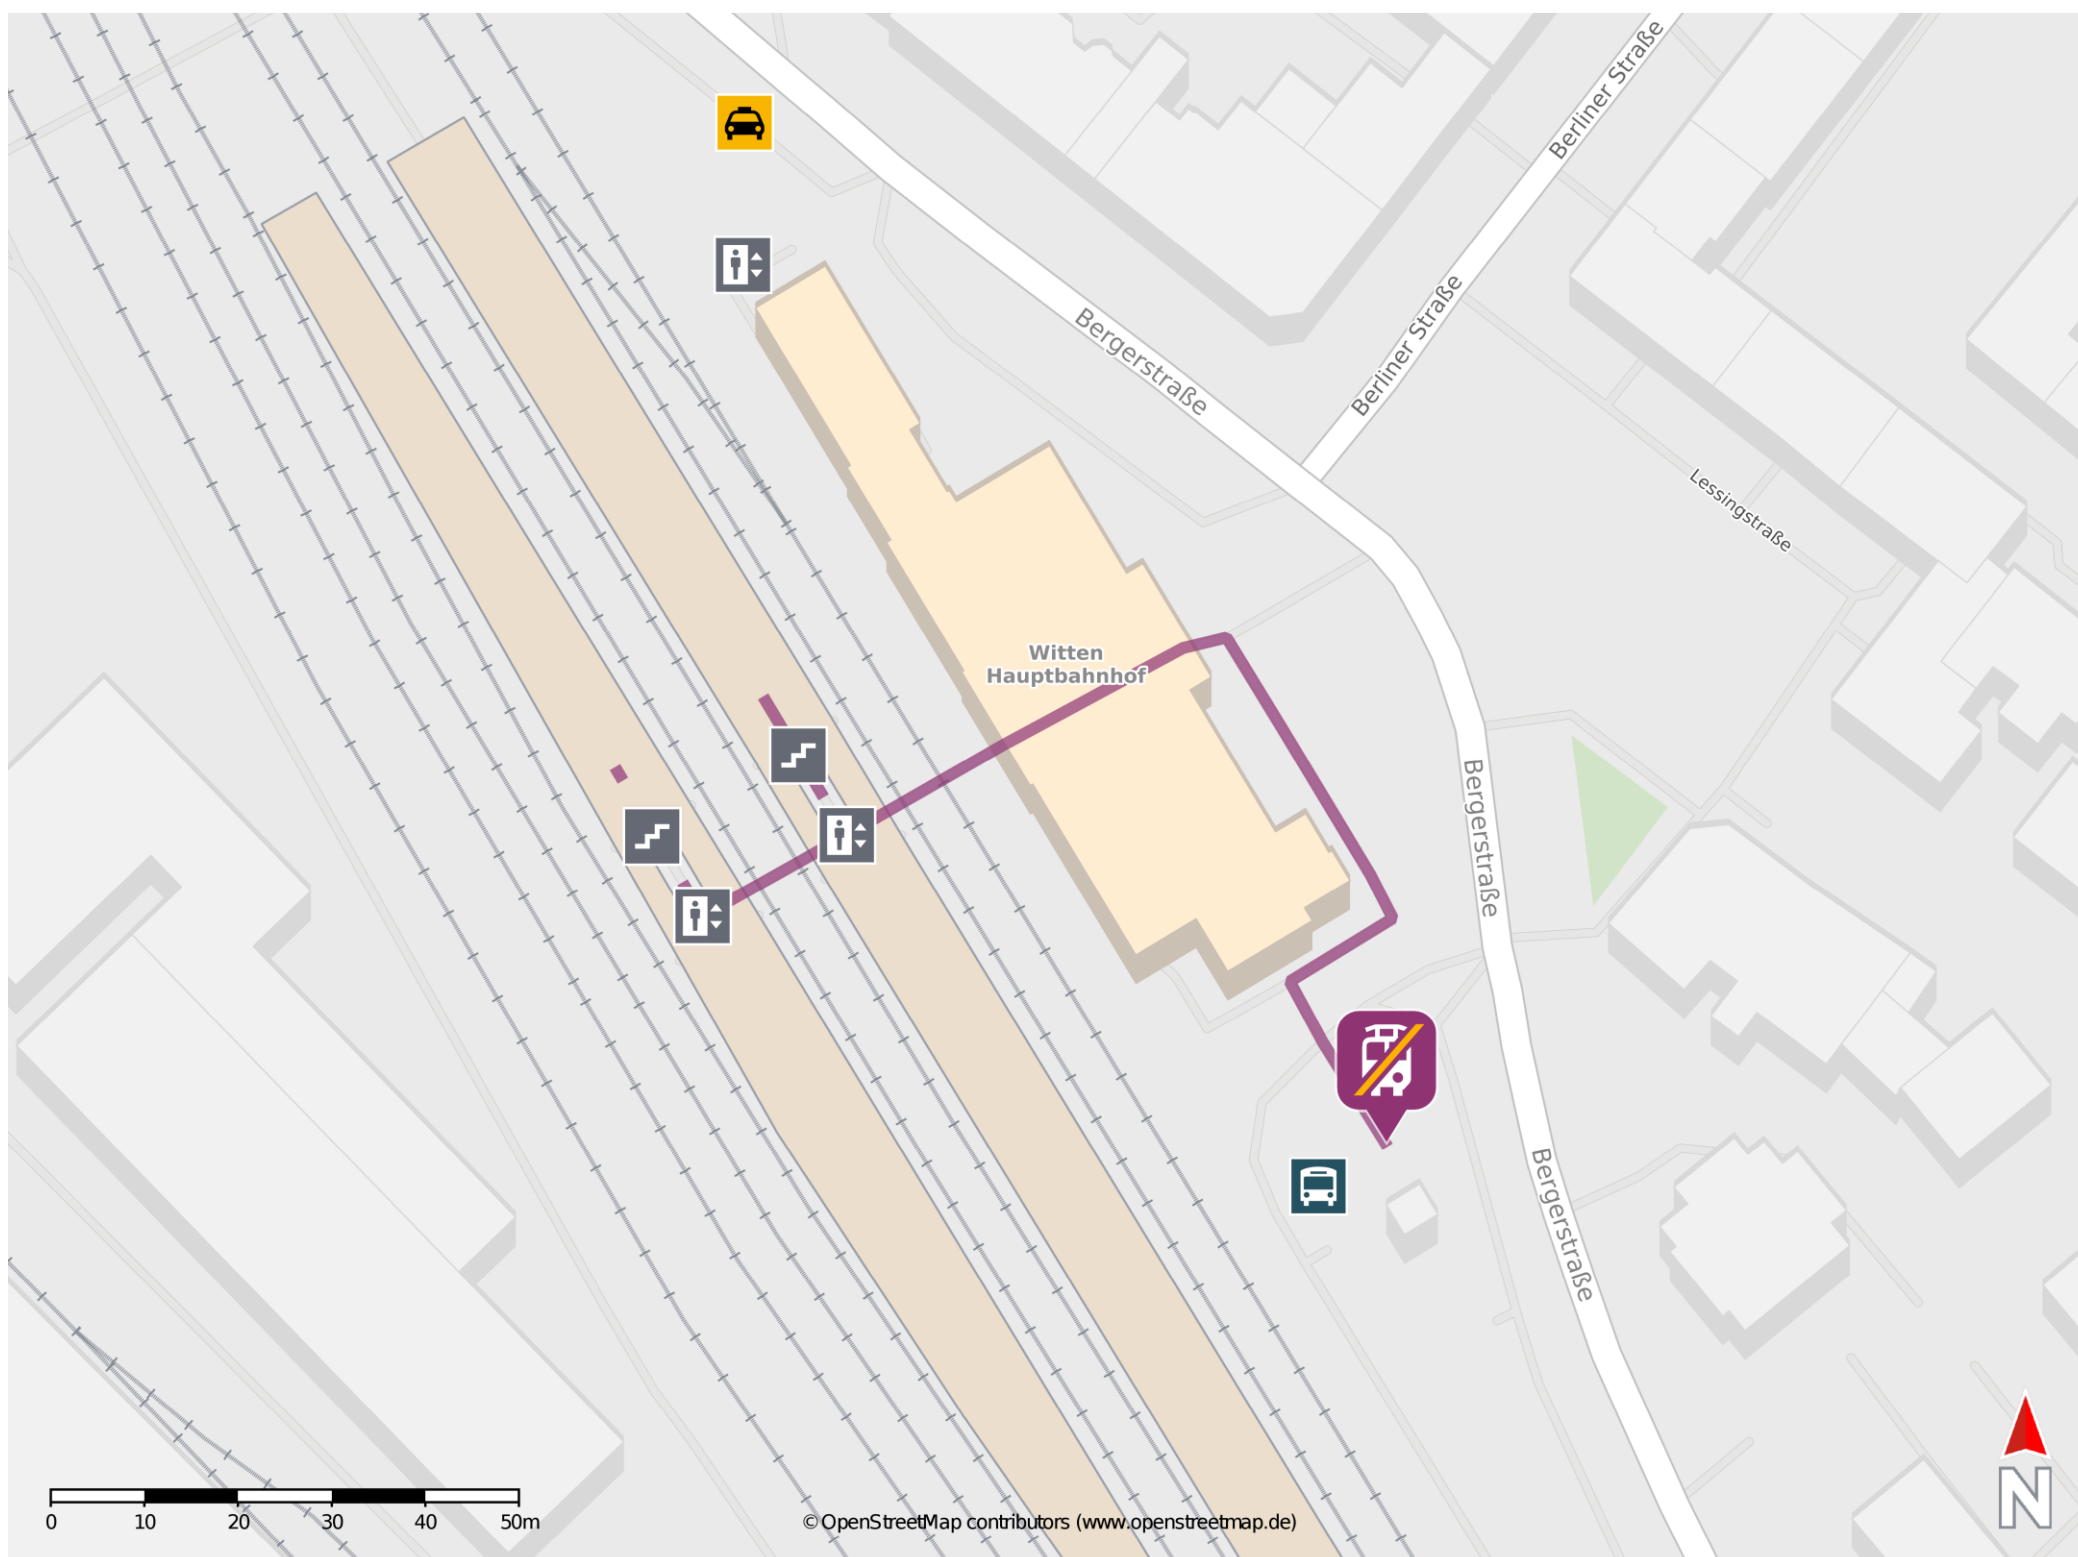 Berliner Straße
Bergerstraße
Berliner Straße
Lessingstraße
Witten
Hauptbahnhof
Bergerstraße
Bergerstraße
0 10 20 30 40 50m
© OpenStreetMap contributors (www.openstreetmap.de)
N